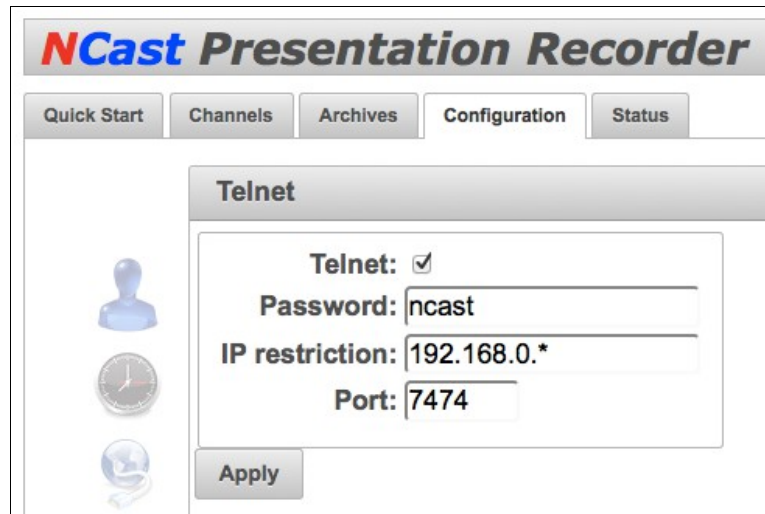 NCast Presentation Recorder
Quick Start Channels Archives Configuration Status
Telnet
Telnet:
Password: ncast
IP restriction: 192.168.0.*
Port: 7474
Apply